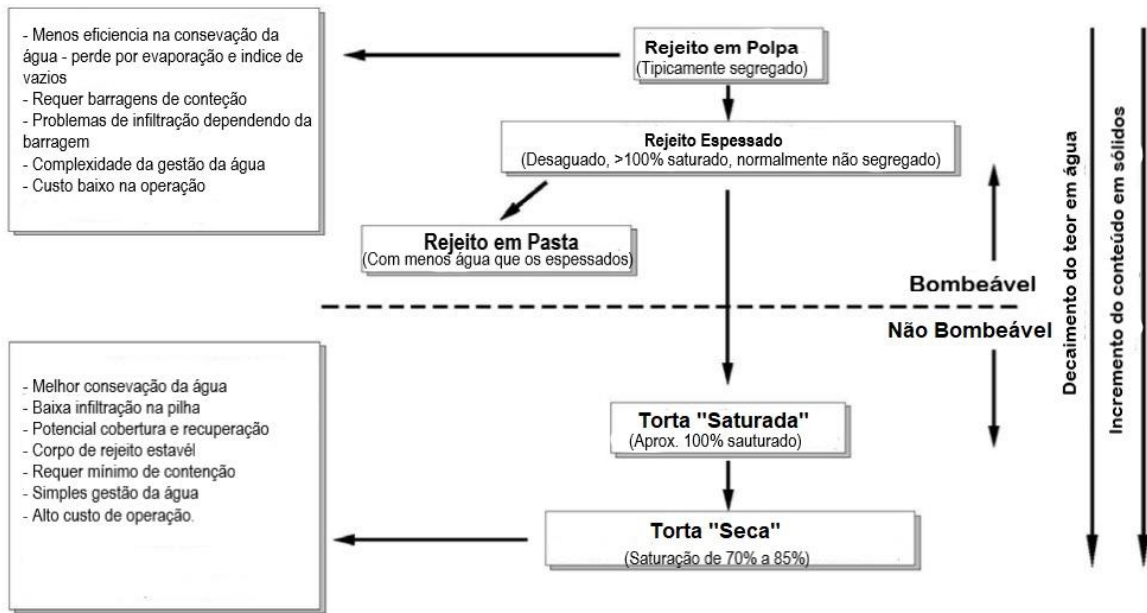 - Menos eficiencia na consevação da
água - perde por evaporação e indice de
vazios
- Requer barragens de conteção
- Problemas de infiltração dependendo da
barragem
- Complexidade da gestão da água
- Custo baixo na operação
Rejeito em Polpa
(Tipicamente segregado)
Rejeito Espessado
(Desaguado, >100% saturado, normalmente não segregado)
Rejeito em Pasta
(Com menos água que os espessados)
Bombeável
Não Bombeável
- Melhor consevação da água
- Baixa infiltração na pilha
- Potencial cobertura e recuperação
- Corpo de rejeito estavél
- Requer mínimo de contenção
- Simples gestão da água
- Alto custo de operação.
Torta "Saturada"
(Aprox. 100% sauturado)
Torta "Seca"
(Saturação de 70% a 85%)
Decaimento do teor em água
Incremento do conteúdo em sólidos